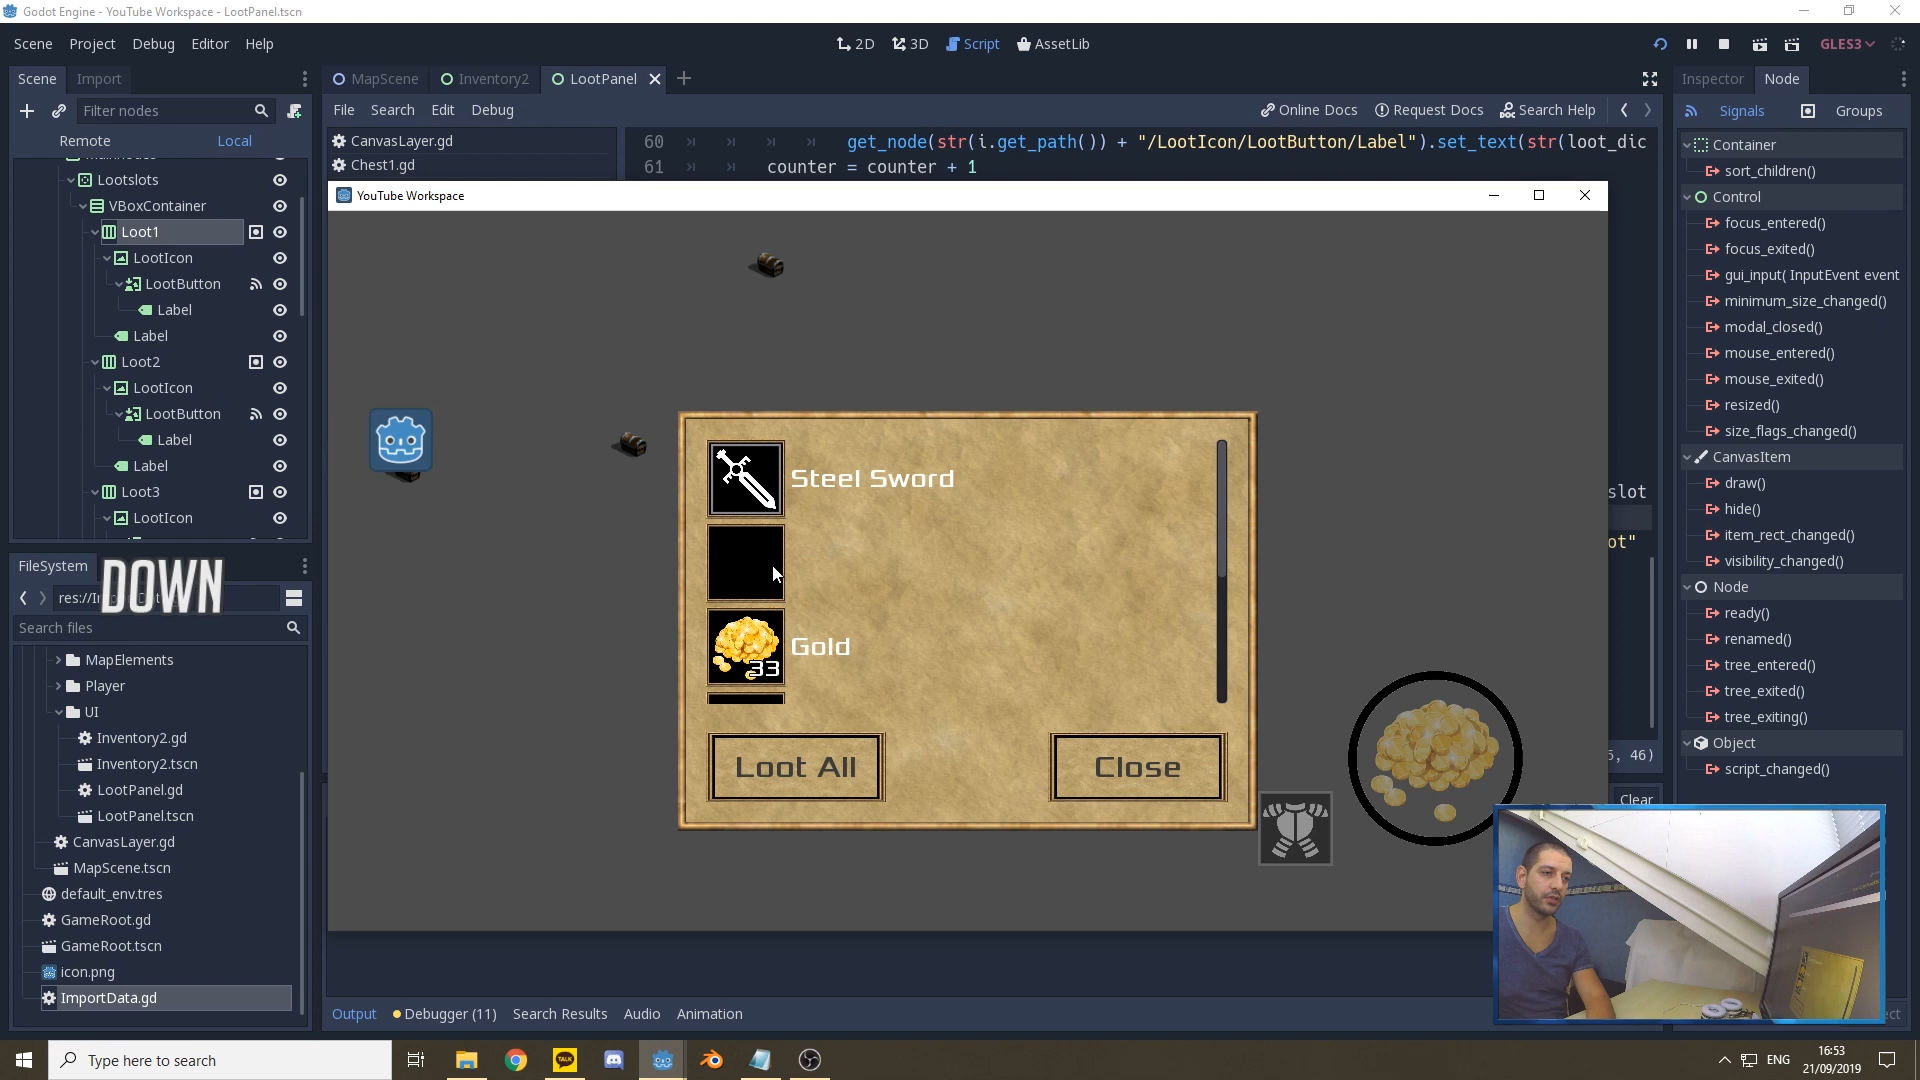 Godot Engine - YouTube Workspace - LootPanel.tscn
Scene Project Debug Editor Help
2D 3D Script AssetLib
GLES3
Scene Import
MapScene Inventory2 LootPanel
Inspector Node
Filter nodes
File Search Edit Debug
Online Docs Request Docs Search Help
Signals Groups
Remote Local
CanvasLayer.gd
Chest1.gd
60 get_node(str(i.get_path()) + "/LootIcon/LootButton/Label").set_text(str(loot_dic
61 counter = counter + 1
YouTube Workspace
Lootslots
VBoxContainer
Loot1
LootIcon
LootButton
Label
Label
Loot2
LootIcon
LootButton
Label
Label
Loot3
LootIcon
Steel Sword
Gold
33
Loot All
Close
slot
ot"
5, 46)
Clear
Container
sort_children()
Control
focus_entered()
focus_exited()
gui_input( InputEvent event
minimum_size_changed()
modal_closed()
mouse_entered()
mouse_exited()
resized()
size_flags_changed()
CanvasItem
draw()
hide()
item_rect_changed()
visibility_changed()
Node
ready()
renamed()
tree_entered()
tree_exited()
tree_exiting()
Object
script_changed()
FileSystem
DOWN
Search files
MapElements
Player
UI
Inventory2.gd
Inventory2.tscn
LootPanel.gd
LootPanel.tscn
CanvasLayer.gd
MapScene.tscn
default_env.tres
GameRoot.gd
GameRoot.tscn
icon.png
ImportData.gd
Output Debugger (11) Search Results Audio Animation
Type here to search
TALK
ENG
16:53
21/09/2019